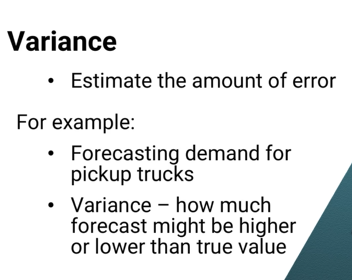 Variance
• Estimate the amount of error
For example:
• Forecasting demand for
pickup trucks
• Variance – how much
forecast might be higher
or lower than true value